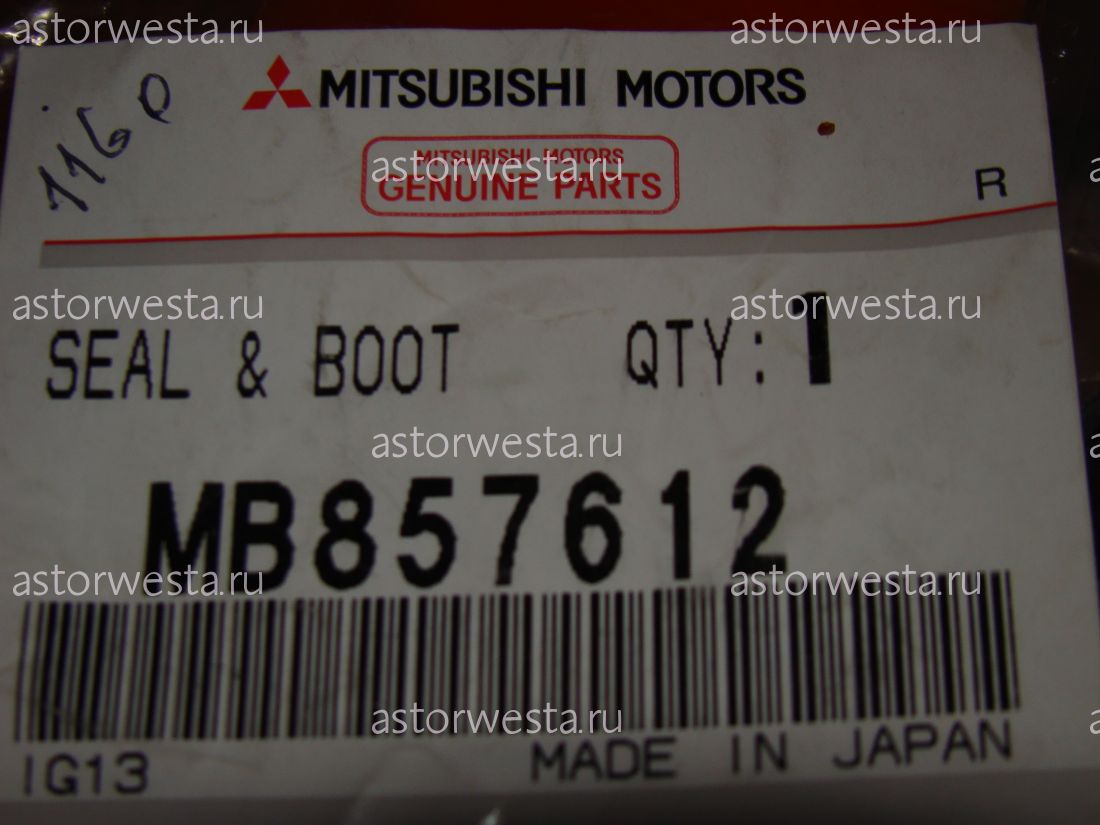 astorwesta.ru astorwesta.ru
1160
MITSUBISHI MOTORS
MITSUBISHI MOTORS
astorwesta.ru
GENUINE PARTS
R
astorwesta.ru astorwesta.ru
SEAL & BOOT QTY: 1
astorwesta.ru
MB857612
astorwesta.ru astorwesta.ru
astorwesta.ru
IG13 MADE IN JAPAN